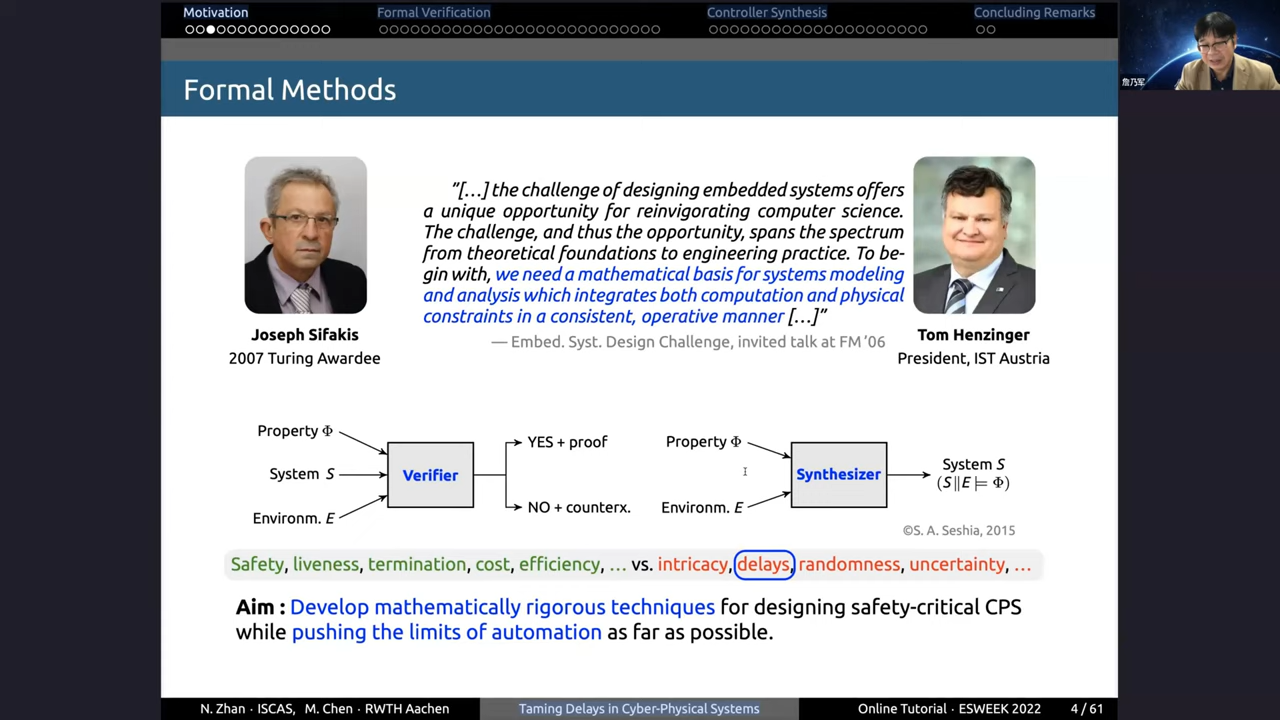 Motivation
Formal Verification
Controller Synthesis
Concluding Remarks
詹乃军
Formal Methods
"[…] the challenge of designing embedded systems offers
a unique opportunity for reinvigorating computer science.
The challenge, and thus the opportunity, spans the spectrum
from theoretical foundations to engineering practice. To be-
gin with, we need a mathematical basis for systems modeling
and analysis which integrates both computation and physical
constraints in a consistent, operative manner […]"
— Embed. Syst. Design Challenge, invited talk at FM '06
Joseph Sifakis
2007 Turing Awardee
Tom Henzinger
President, IST Austria
Property Φ
System S
Environm. E
Verifier
YES + proof
NO + counterx.
Property Φ
Environm. E
Synthesizer
System S
(S∥E ⊨ Φ)
©S. A. Seshia, 2015
Safety, liveness, termination, cost, efficiency, … vs. intricacy, delays, randomness, uncertainty, …
Aim : Develop mathematically rigorous techniques for designing safety-critical CPS
while pushing the limits of automation as far as possible.
N. Zhan · ISCAS, M. Chen · RWTH Aachen
Taming Delays in Cyber-Physical Systems
Online Tutorial · ESWEEK 2022
4 / 61